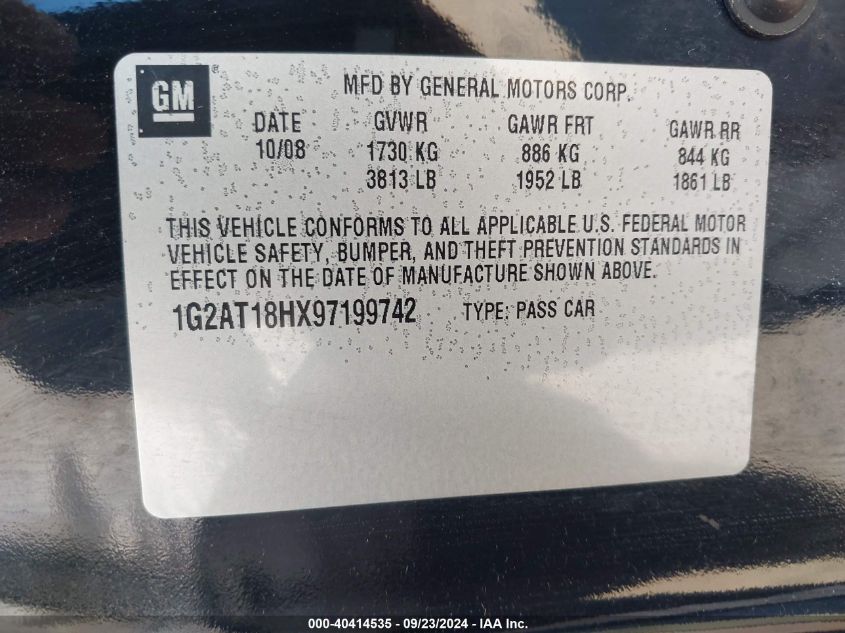 GM
MFD BY GENERAL MOTORS CORP.
DATE GVWR GAWR FRT GAWR RR
10/08 1730 KG 886 KG 844 KG
3813 LB 1952 LB 1861 LB
THIS VEHICLE CONFORMS TO ALL APPLICABLE U.S. FEDERAL MOTOR
VEHICLE SAFETY, BUMPER, AND THEFT PREVENTION STANDARDS IN
EFFECT ON THE DATE OF MANUFACTURE SHOWN ABOVE.
1G2AT18HX97199742 TYPE: PASS CAR
000-40414535 - 09/23/2024 - IAA Inc.